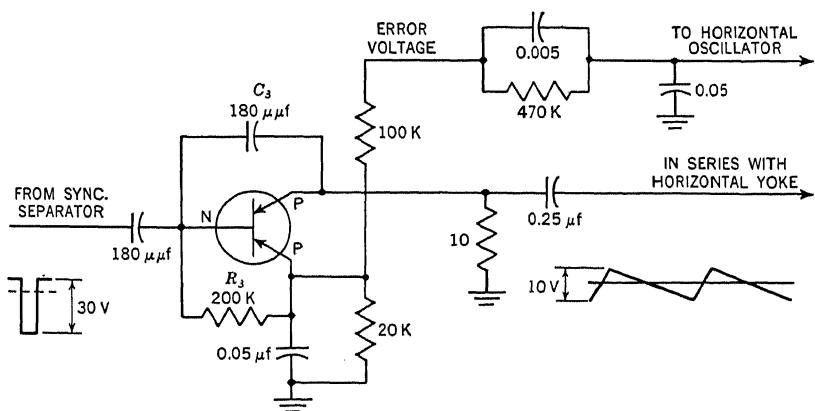 ERROR
VOLTAGE
0.005
TO HORIZONTAL
OSCILLATOR
470 K
0.05
C₃
180 μμf
100 K
FROM SYNC.
SEPARATOR
N
P
P
180 μμf
IN SERIES WITH
HORIZONTAL YOKE
0.25 μf
10
R₃
200 K
30 V
0.05 μf
20 K
10 V